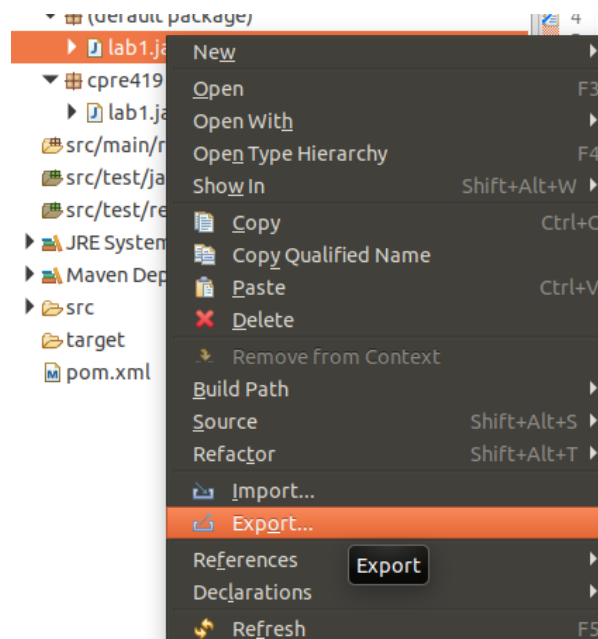 (default package)
lab1.ja
cpre419
lab1.ja
src/main/r
src/test/ja
src/test/re
JRE System
Maven Dep
src
target
pom.xml
4
New
Open F3
Open With
Open Type Hierarchy F4
Show In Shift+Alt+W
Copy Ctrl+C
Copy Qualified Name
Paste Ctrl+V
Delete
Remove from Context
Build Path
Source Shift+Alt+S
Refactor Shift+Alt+T
Import...
Export...
References
Export
Declarations
Refresh F5